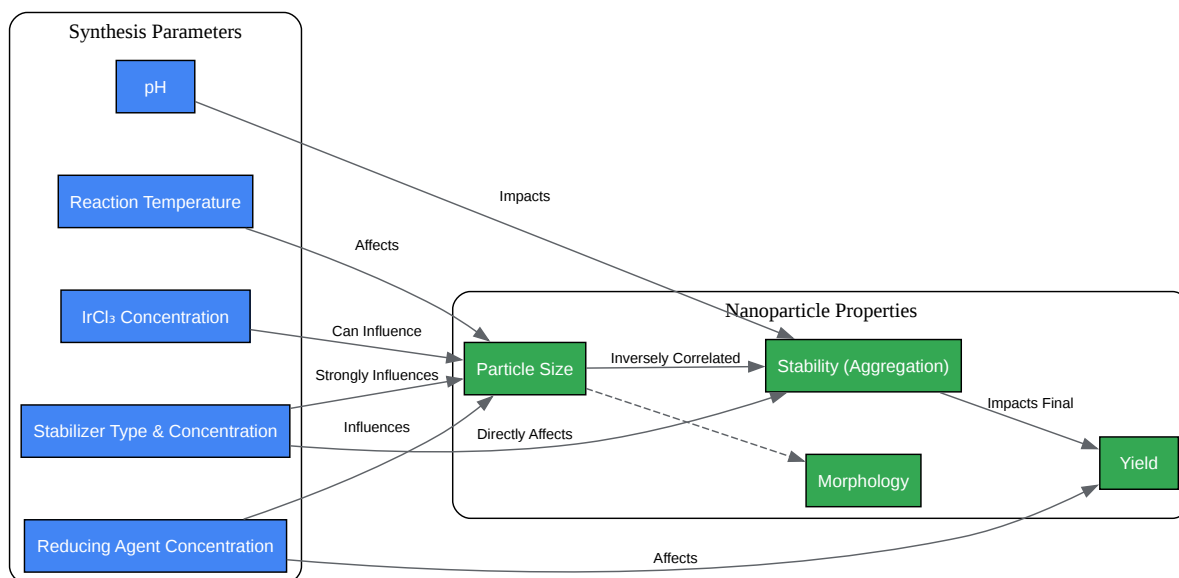 Synthesis Parameters
pH
Impacts
Reaction Temperature
Affects
IrCl₃ Concentration
Can Influence
Nanoparticle Properties
Particle Size
Inversely Correlated
Stability (Aggregation)
Strongly Influences
Stabilizer Type & Concentration
Influences
Directly Affects
Impacts Final
Yield
Morphology
Reducing Agent Concentration
Affects